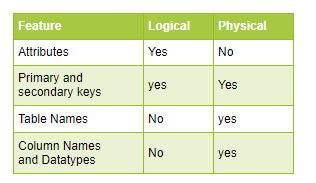 Feature Logical Physical
Attributes Yes No
Primary and
secondary keys yes Yes
Table Names No yes
Column Names
and Datatypes No yes